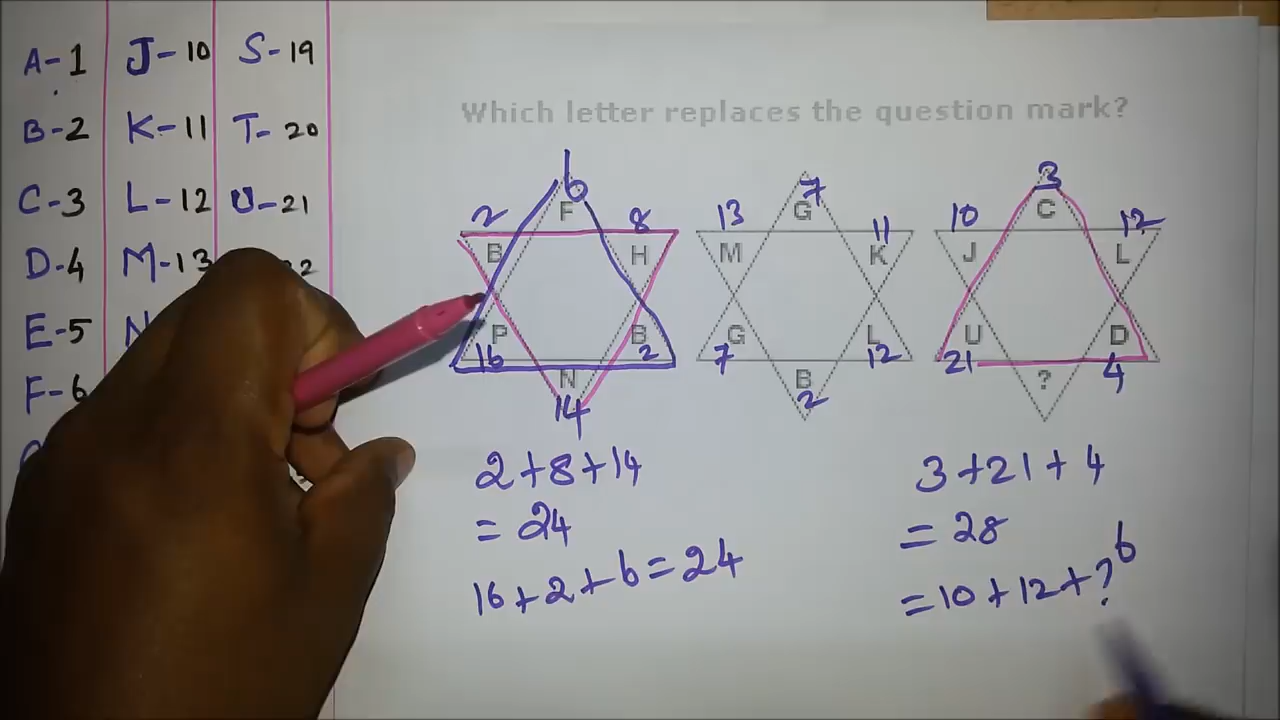 A-1 J-10 S-19
B-2 K-11 T-20
C-3 L-12 U-21
D-4 M-13
E-5
F-6
Which letter replaces the question mark?
6 7 3
2 F 8 13 G 11 10 C 12
B H M K J L
P B G L U D
16 2 7 12 21 4
N B ?
14 2
2+8+14
= 24
16+2+6=24
3+21+4
= 28
=10+12+? 6